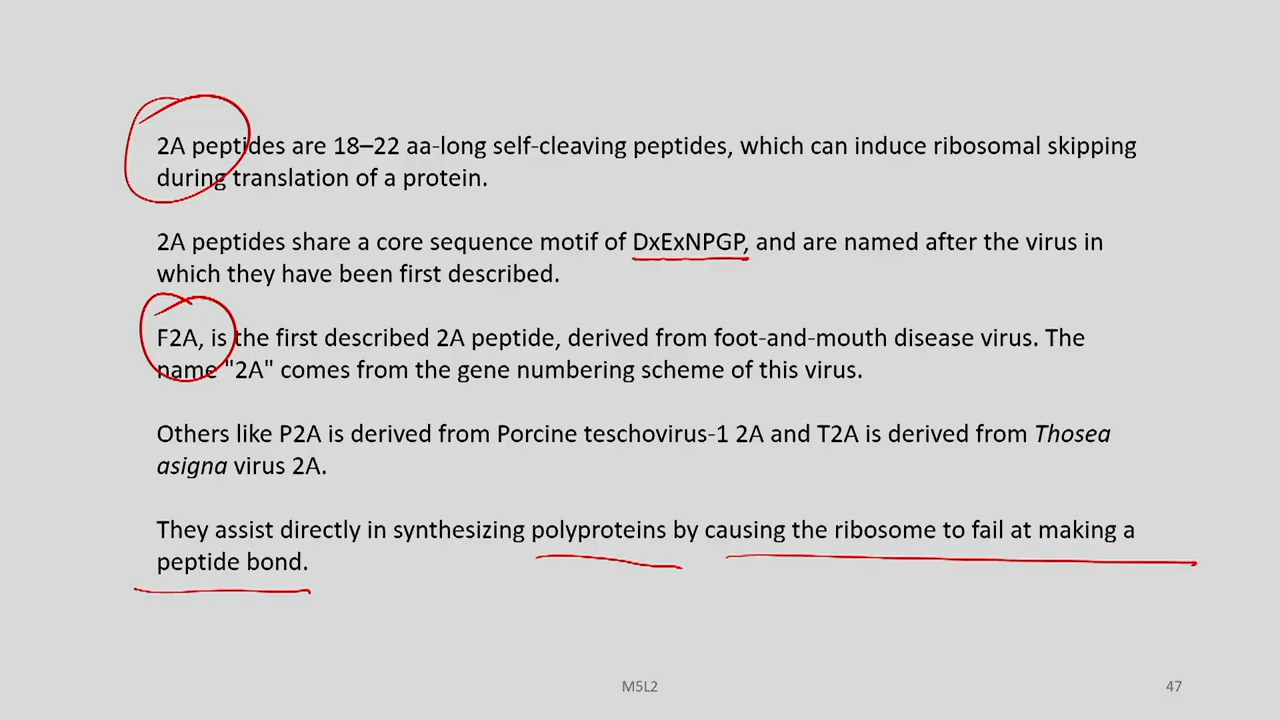 2A peptides are 18–22 aa-long self-cleaving peptides, which can induce ribosomal skipping
during translation of a protein.
2A peptides share a core sequence motif of DxExNPGP, and are named after the virus in
which they have been first described.
F2A, is the first described 2A peptide, derived from foot-and-mouth disease virus. The
name "2A" comes from the gene numbering scheme of this virus.
Others like P2A is derived from Porcine teschovirus-1 2A and T2A is derived from Thosea
asigna virus 2A.
They assist directly in synthesizing polyproteins by causing the ribosome to fail at making a
peptide bond.
M5L2
47